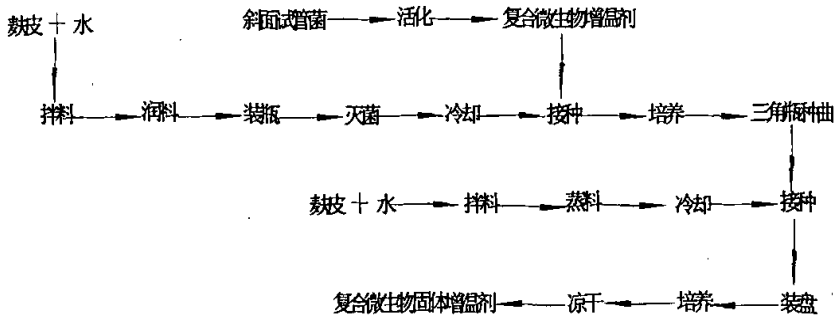 斜面试管菌 活化 复合微生物增温剂
麸皮 + 水
拌料 润料 装瓶 灭菌 冷却 接种 培养 三角瓶种曲
麸皮 + 水 拌料 蒸料 冷却 接种
复合微生物固体增温剂 凉干 培养 装盘